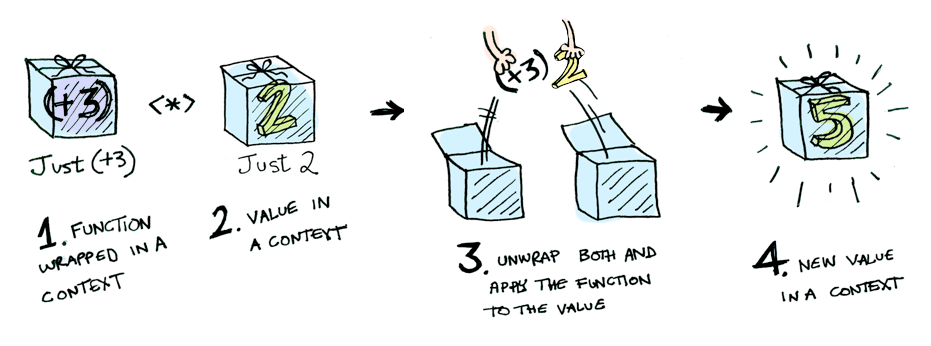 (+3)
<*>
2
Just (+3)
Just 2
1. FUNCTION
WRAPPED IN A
CONTEXT
2. VALUE IN
A CONTEXT
(+3) 2
3. UNWRAP BOTH AND
APPLY THE FUNCTION
TO THE VALUE
5
4. NEW VALUE
IN A CONTEXT